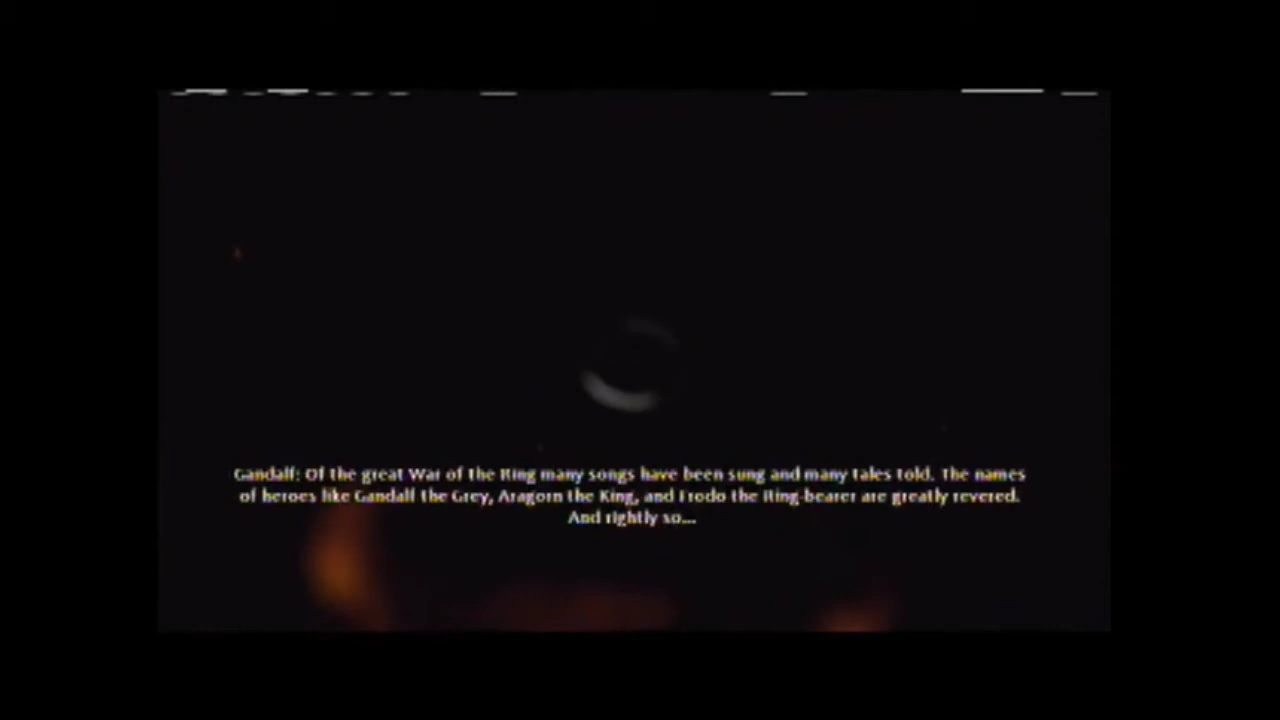 Gandalf: Of the great War of the Ring many songs have been sung and many tales told. The names
of heroes like Gandalf the Grey, Aragorn the King, and Frodo the Ring-bearer are greatly revered.
And rightly so...